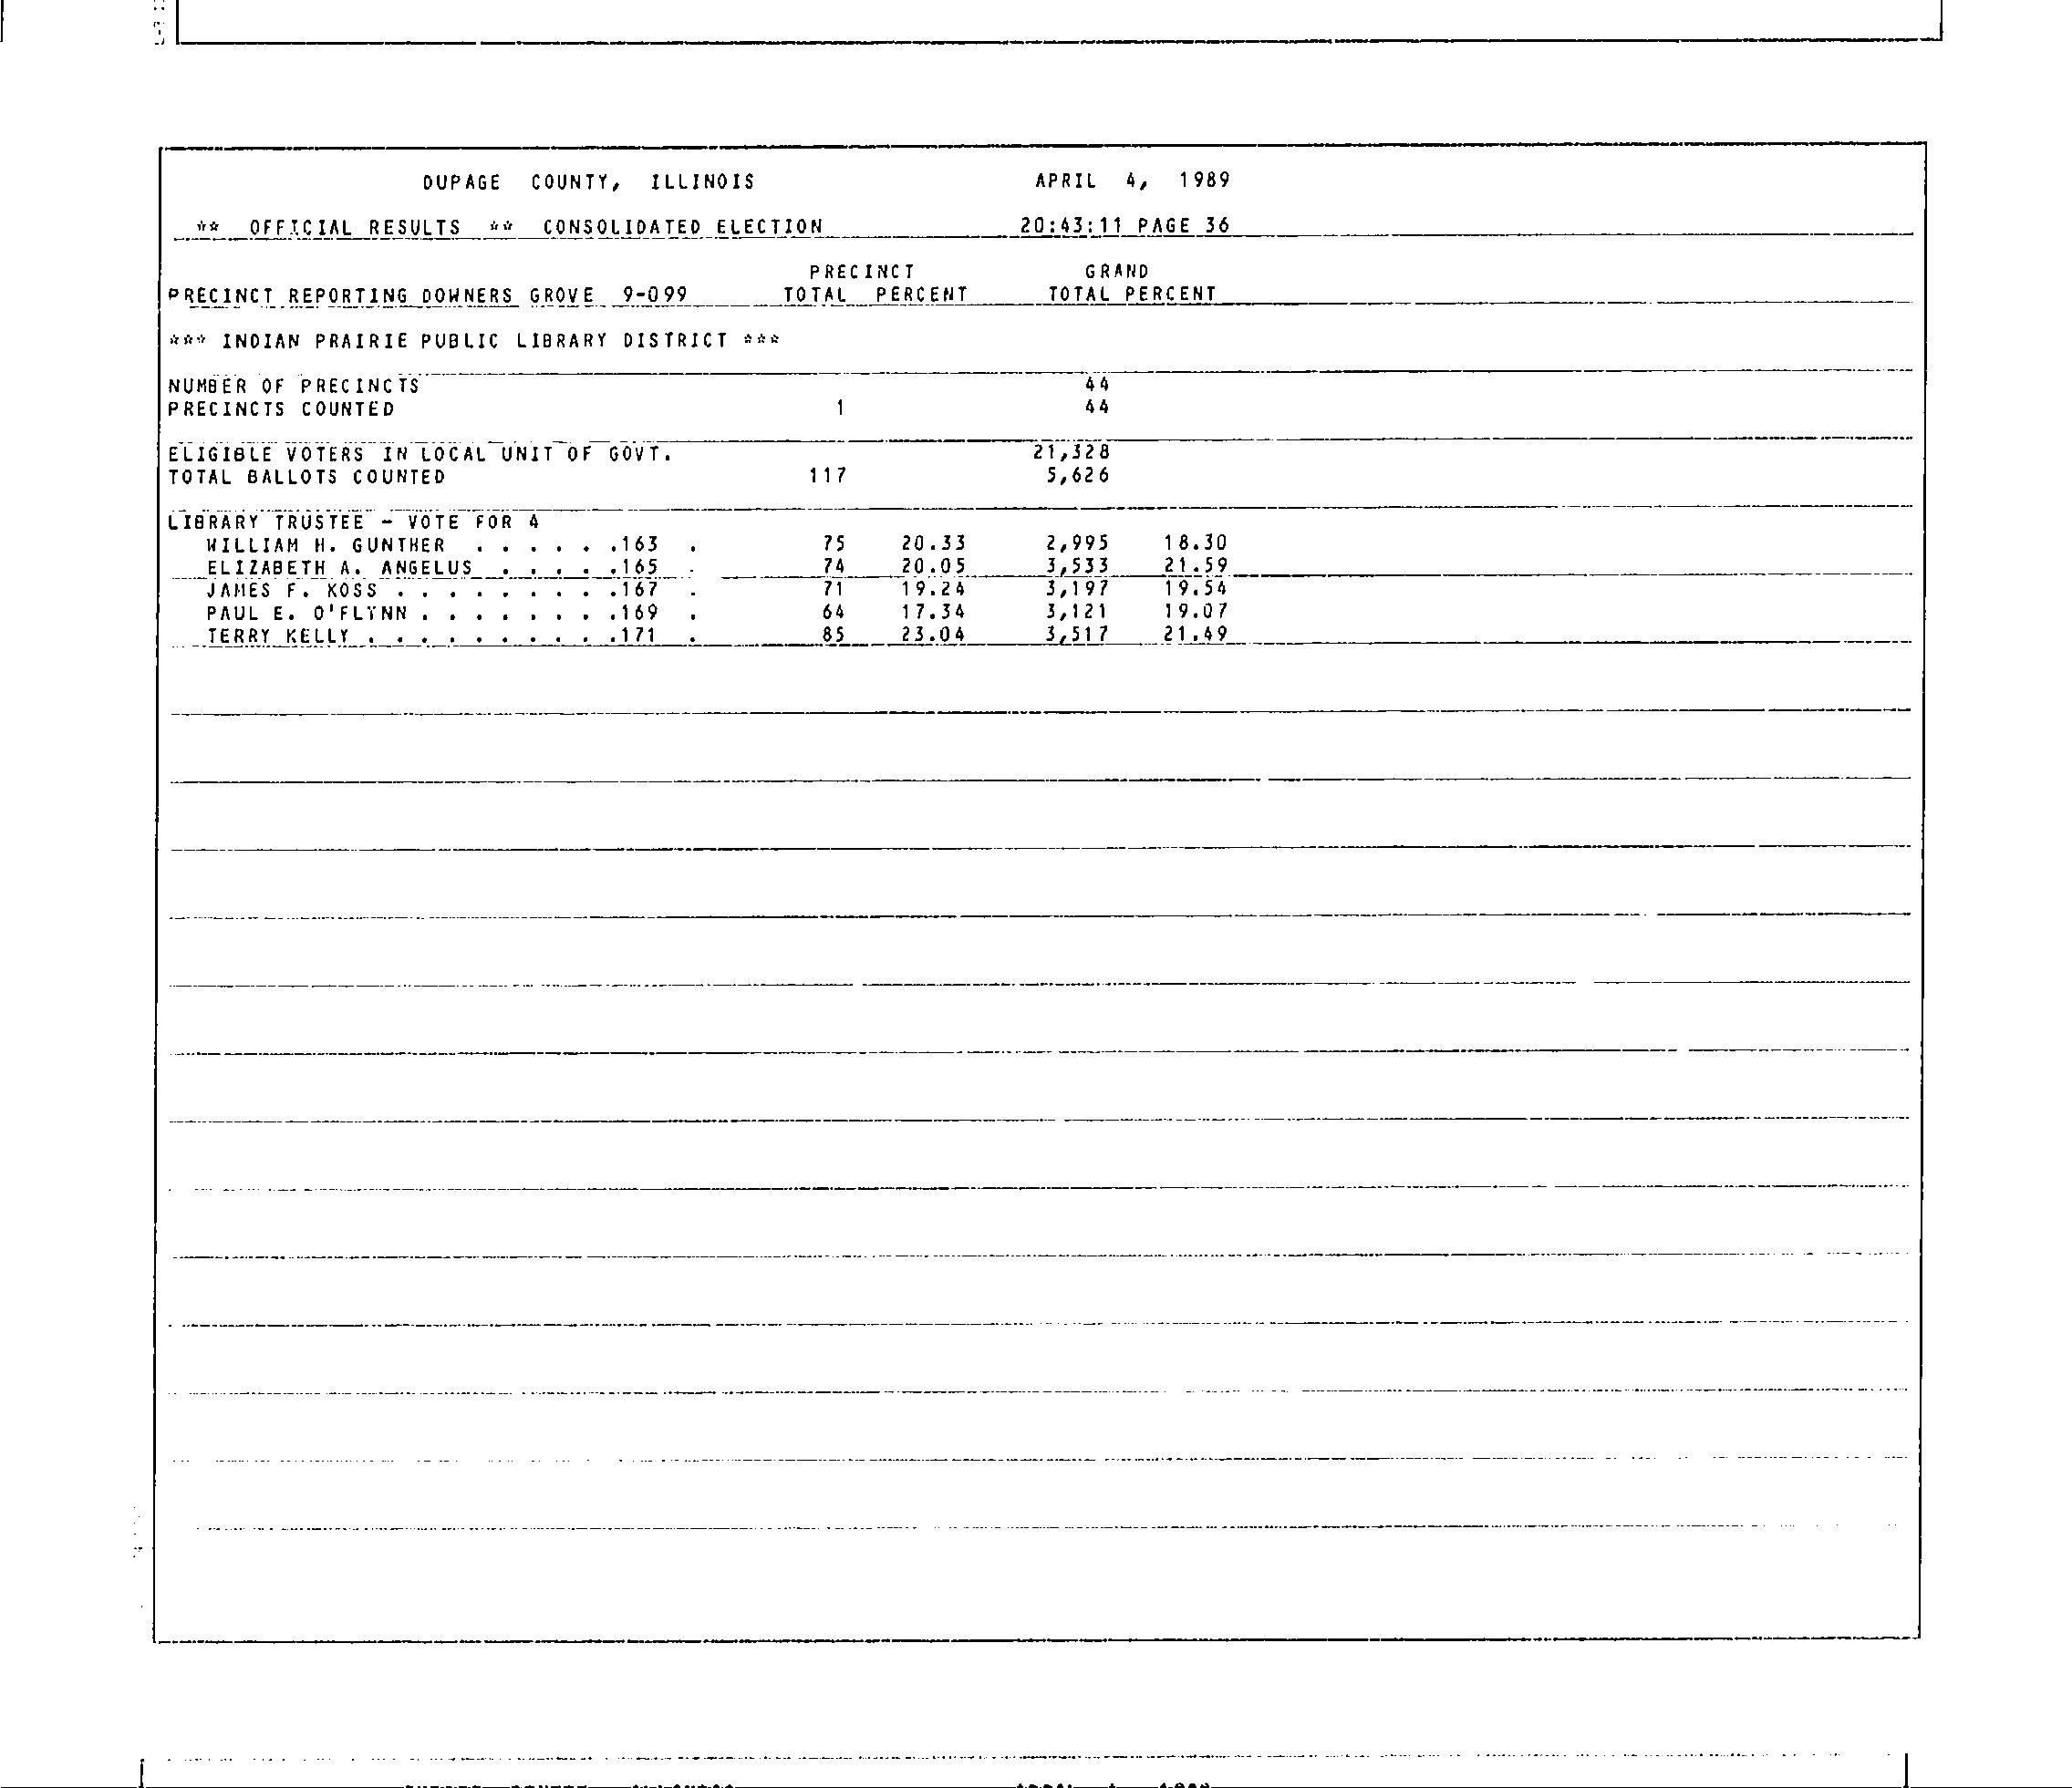 DUPAGE COUNTY, ILLINOIS APRIL 4, 1989
** OFFICIAL RESULTS ** CONSOLIDATED ELECTION 20:43:11 PAGE 36
PRECINCT GRAND
PRECINCT REPORTING DOWNERS GROVE 9-099 TOTAL PERCENT TOTAL PERCENT
*** INDIAN PRAIRIE PUBLIC LIBRARY DISTRICT ***
NUMBER OF PRECINCTS 44
PRECINCTS COUNTED 1 44
ELIGIBLE VOTERS IN LOCAL UNIT OF GOVT. 21,328
TOTAL BALLOTS COUNTED 117 5,626
LIBRARY TRUSTEE - VOTE FOR 4
WILLIAM H. GUNTHER . . . . . .163 . 75 20.33 2,995 18.30
ELIZABETH A. ANGELUS . . . . .165 . 74 20.05 3,533 21.59
JAMES F. KOSS . . . . . . . . .167 . 71 19.24 3,197 19.54
PAUL E. O'FLYNN . . . . . . . .169 . 64 17.34 3,121 19.07
TERRY KELLY . . . . . . . . . .171 . 85 23.04 3,517 21.49